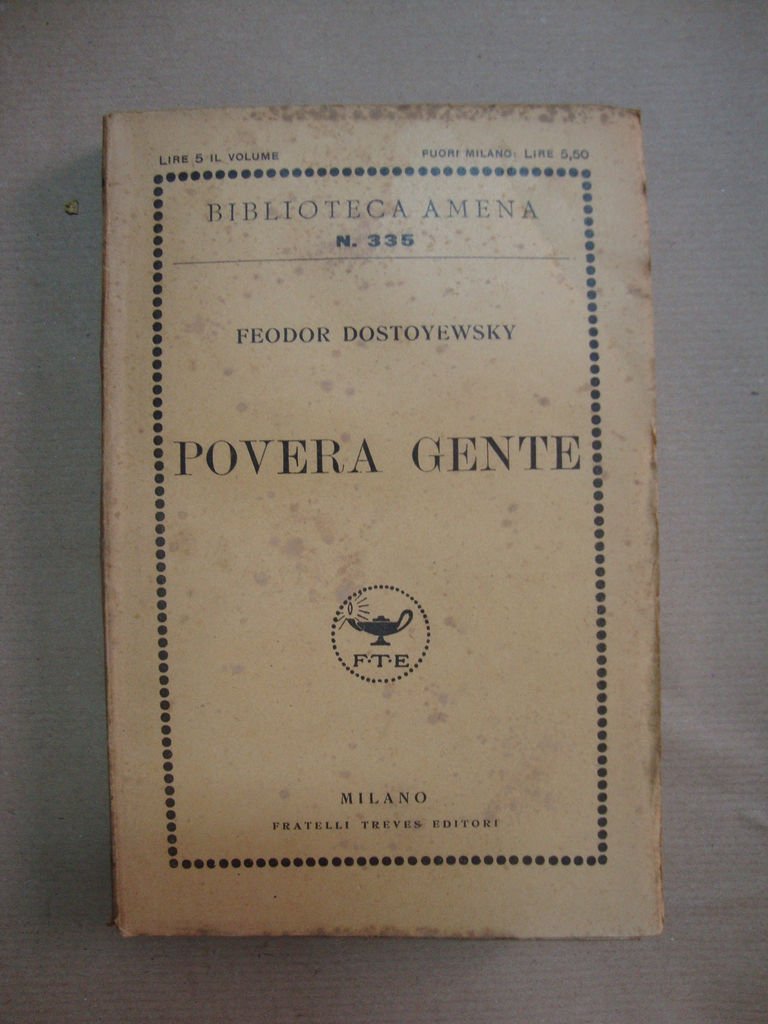 LIRE 5 IL VOLUME FUORI MILANO: LIRE 5,50
BIBLIOTECA AMENA
N. 335
FEODOR DOSTOYEWSKY
POVERA GENTE
F·T·E
MILANO
FRATELLI TREVES EDITORI